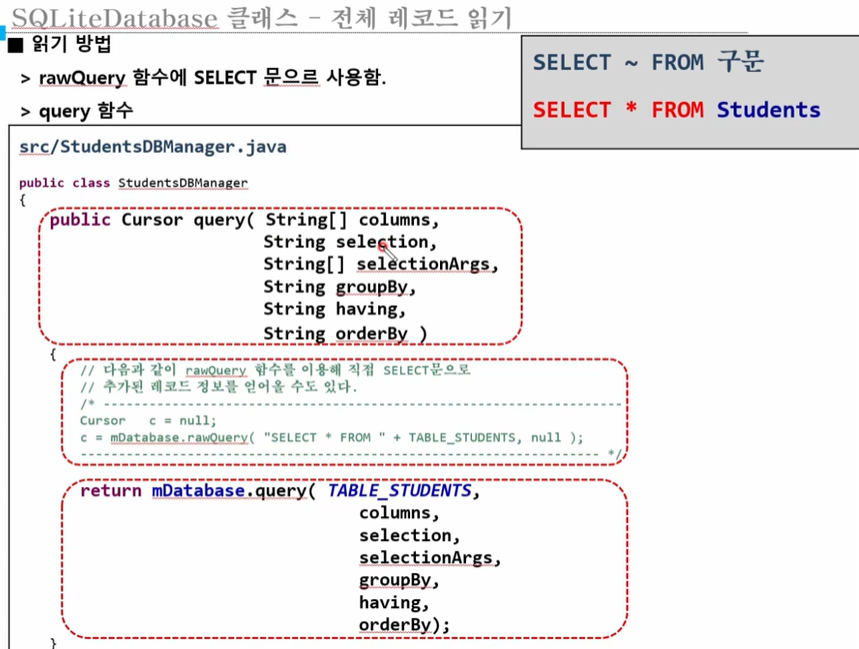 SQLiteDatabase 클래스 - 전체 레코드 읽기
■ 읽기 방법
> rawQuery 함수에 SELECT 문으르 사용함.
> query 함수
SELECT ~ FROM 구문
SELECT * FROM Students
src/StudentsDBManager.java
public class StudentsDBManager
{
public Cursor query( String[] columns,
String selection,
String[] selectionArgs,
String groupBy,
String having,
String orderBy )
{
// 다음과 같이 rawQuery 함수를 이용해 직접 SELECT문으로
// 추가된 레코드 정보를 얻어올 수도 있다.
/* ------------------------------------------------------------------
Cursor c = null;
c = mDatabase.rawQuery( "SELECT * FROM " + TABLE_STUDENTS, null );
------------------------------------------------------------------ */
return mDatabase.query( TABLE_STUDENTS,
columns,
selection,
selectionArgs,
groupBy,
having,
orderBy);
}